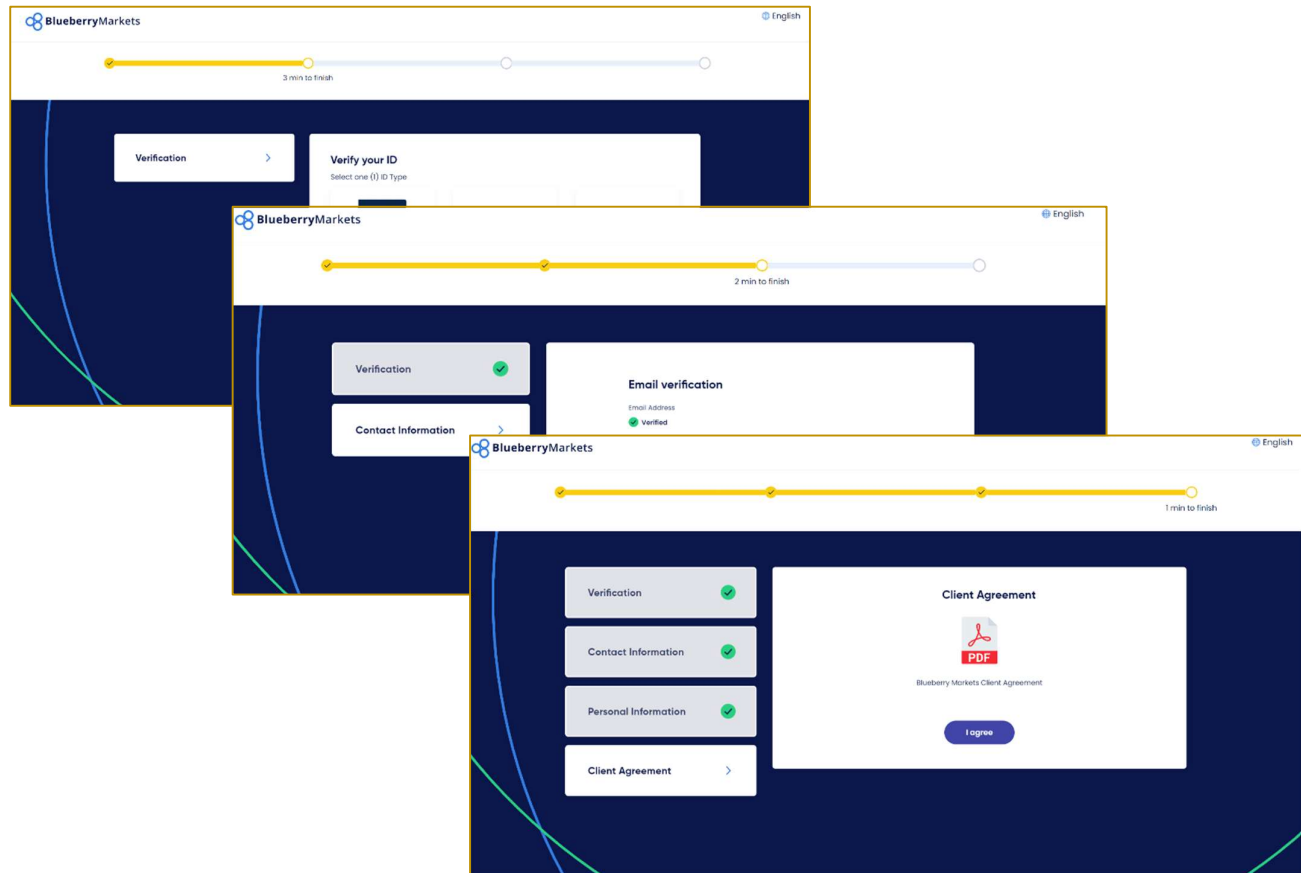 BlueberryMarkets
English
3 min to finish
Verification
Verify your ID
Select one (1) ID Type
BlueberryMarkets
English
2 min to finish
Verification
Email verification
Email Address
Verified
Contact Information
BlueberryMarkets
English
1 min to finish
Verification
Contact Information
Personal Information
Client Agreement
Client Agreement
PDF
Blueberry Markets Client Agreement
I agree